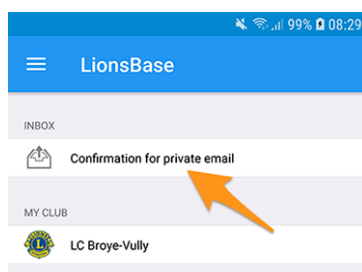 99% 08:29
LionsBase
INBOX
Confirmation for private email
MY CLUB
LC Broye-Vully